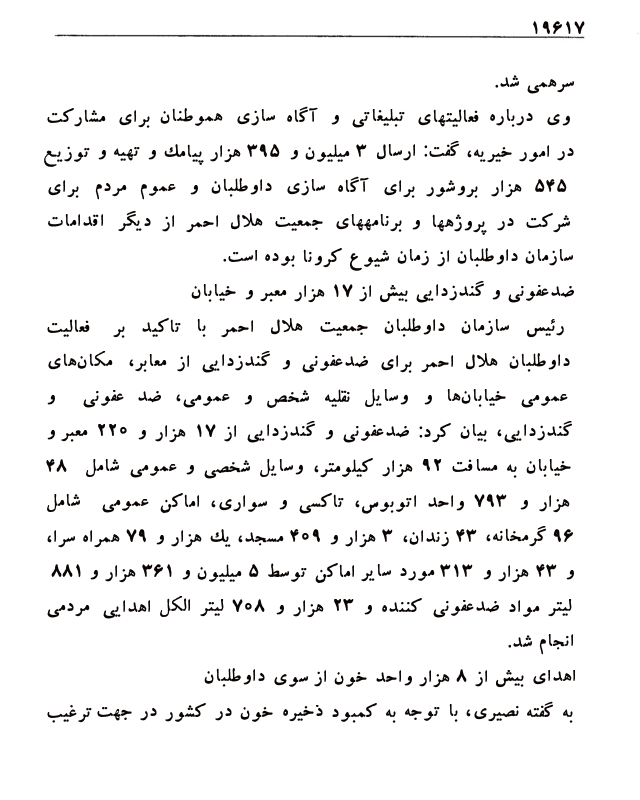 ۱۹۶۱۷
سرهمی شد.
وی درباره فعالیتهای تبلیغاتی و آگاه سازی هموطنان برای مشارکت
در امور خیریه، گفت: ارسال ۳ میلیون و ۳۹۵ هزار پیامك و تهیه و توزیع
۵۴۵ هزار بروشور برای آگاه سازی داوطلبان و عموم مردم برای
شرکت در پروژهها و برنامههای جمعیت هلال احمر از دیگر اقدامات
سازمان داوطلبان از زمان شیوع کرونا بوده است.
ضدعفونی و گندزدایی بیش از ۱۷ هزار معبر و خیابان
رئیس سازمان داوطلبان جمعیت هلال احمر با تاکید بر فعالیت
داوطلبان هلال احمر برای ضدعفونی و گندزدایی از معابر، مکان‌های
عمومی خیابان‌ها و وسایل نقلیه شخص و عمومی، ضد عفونی و
گندزدایی، بیان کرد: ضدعفونی و گندزدایی از ۱۷ هزار و ۲۲۰ معبر و
خیابان به مسافت ۹۲ هزار کیلومتر، وسایل شخصی و عمومی شامل ۴۸
هزار و ۷۹۳ واحد اتوبوس، تاکسی و سواری، اماکن عمومی شامل
۹۶ گرمخانه، ۴۳ زندان، ۳ هزار و ۴۰۹ مسجد، یك هزار و ۷۹ همراه سرا،
و ۴۳ هزار و ۳۱۳ مورد سایر اماکن توسط ۵ میلیون و ۳۶۱ هزار و ۸۸۱
لیتر مواد ضدعفونی کننده و ۲۳ هزار و ۷۰۸ لیتر الکل اهدایی مردمی
انجام شد.
اهدای بیش از ۸ هزار واحد خون از سوی داوطلبان
به گفته نصیری، با توجه به کمبود ذخیره خون در کشور در جهت ترغیب